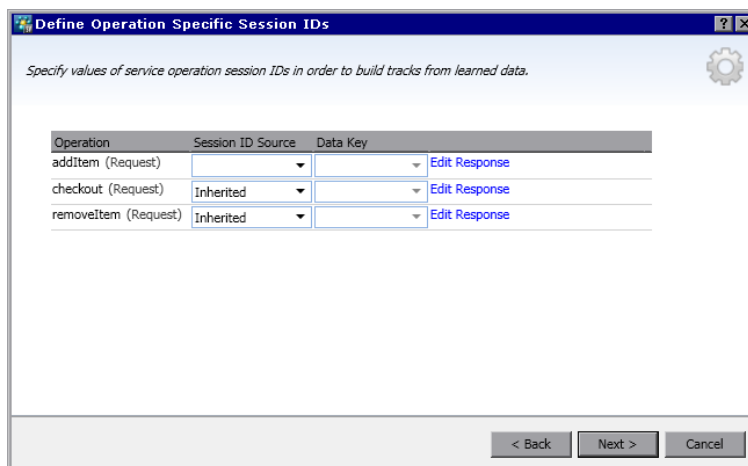 Define Operation Specific Session IDs
Specify values of service operation session IDs in order to build tracks from learned data.
Operation Session ID Source Data Key
addItem (Request) Edit Response
checkout (Request) Inherited Edit Response
removeItem (Request) Inherited Edit Response
< Back Next > Cancel